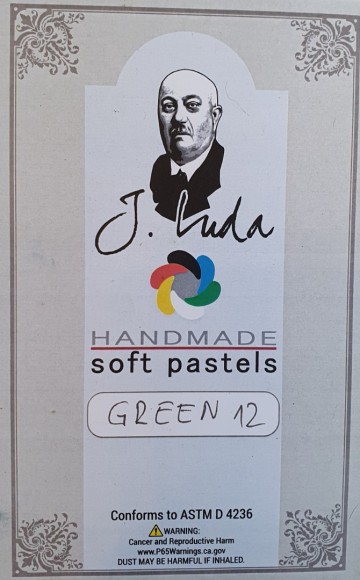 J. Luda
HANDMADE
soft pastels
GREEN 12
Conforms to ASTM D 4236
WARNING:
Cancer and Reproductive Harm
www.P65Warnings.ca.gov
DUST MAY BE HARMFUL IF INHALED.